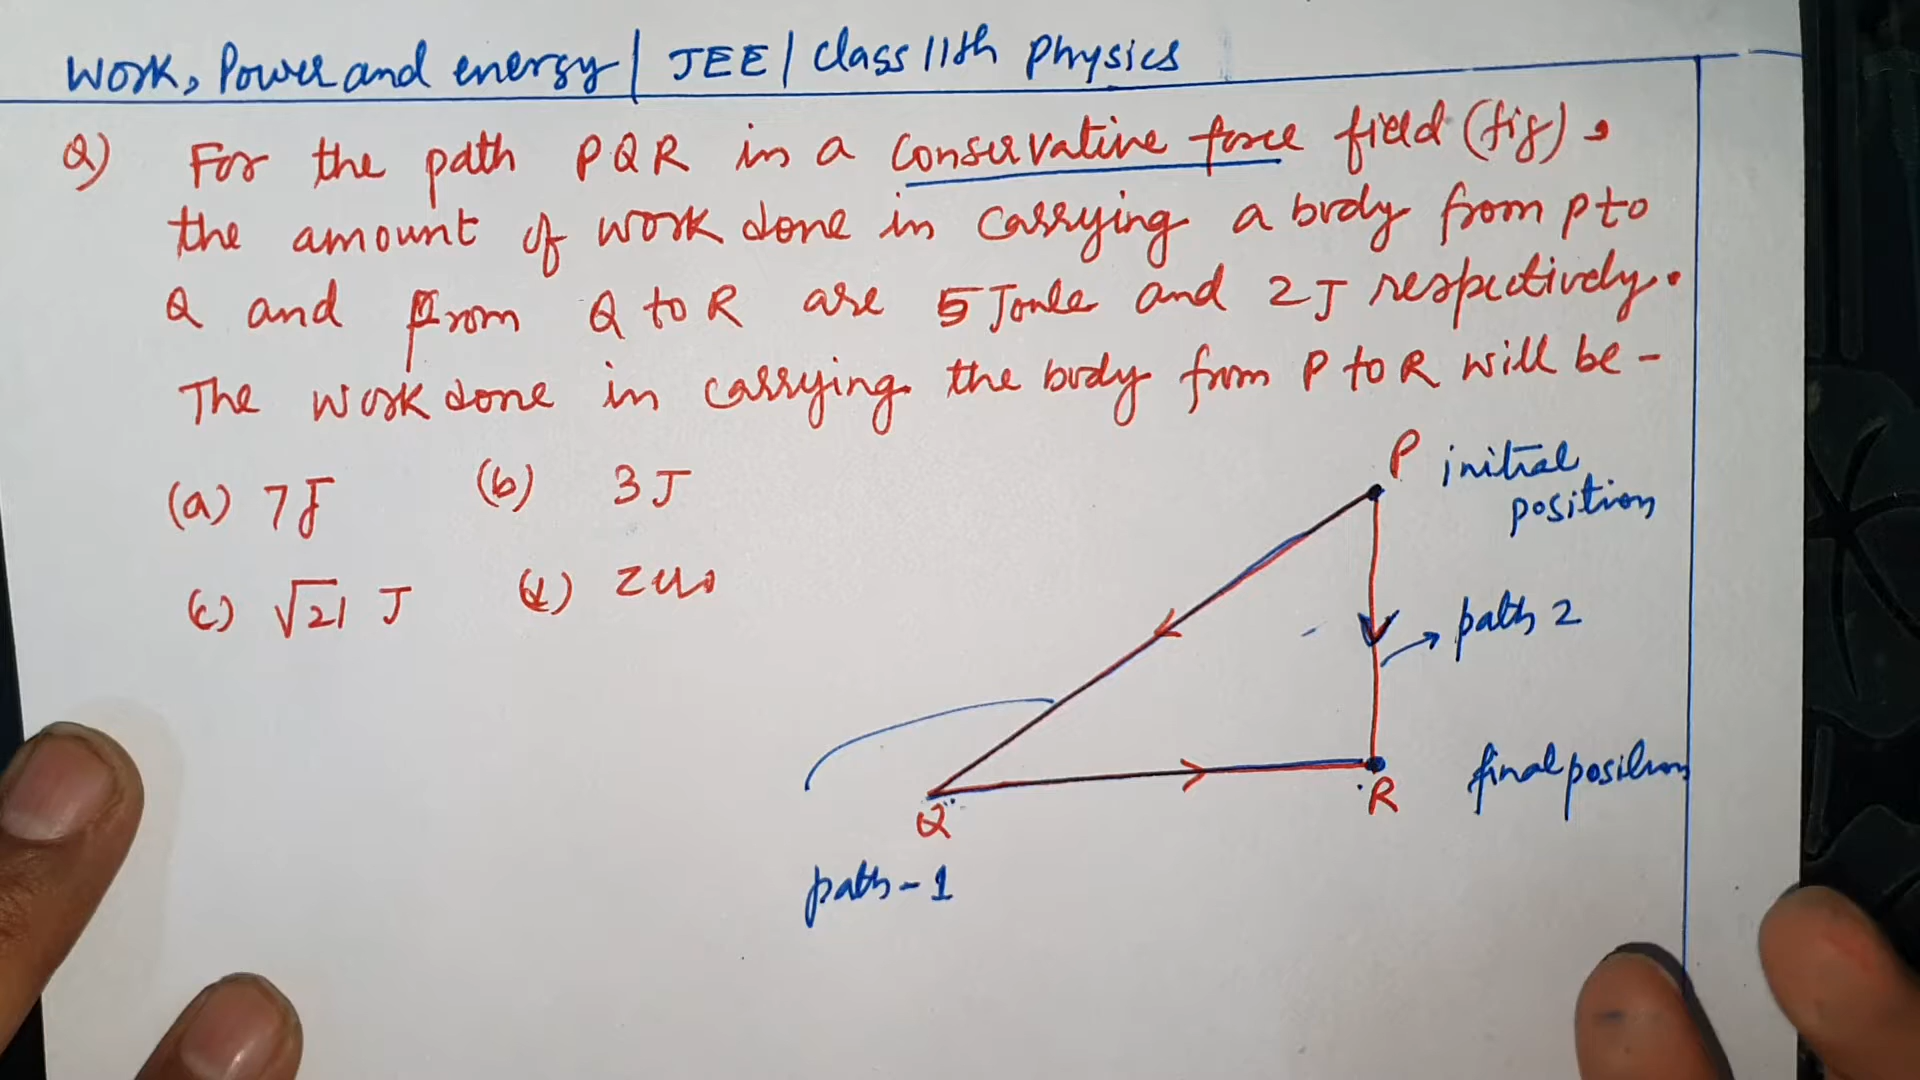 Work, Power and energy / JEE / Class 11th Physics
Q) For the path PQR in a conservative force field (fig).
the amount of work done in carrying a body from P to
Q and from Q to R are 5 Joule and 2 J respectively.
The work done in carrying the body from P to R will be -
(a) 7J (b) 3 J
(c) √21 J (d) zero
P initial position
path 2
Q R final position
path - 1